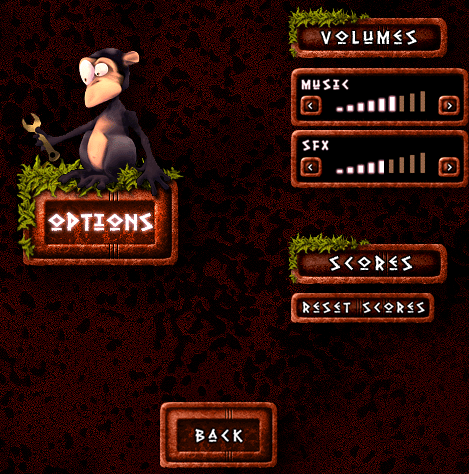 VOLUMES
MUSIC
SFX
OPTIONS
SCORES
RESET SCORES
BACK